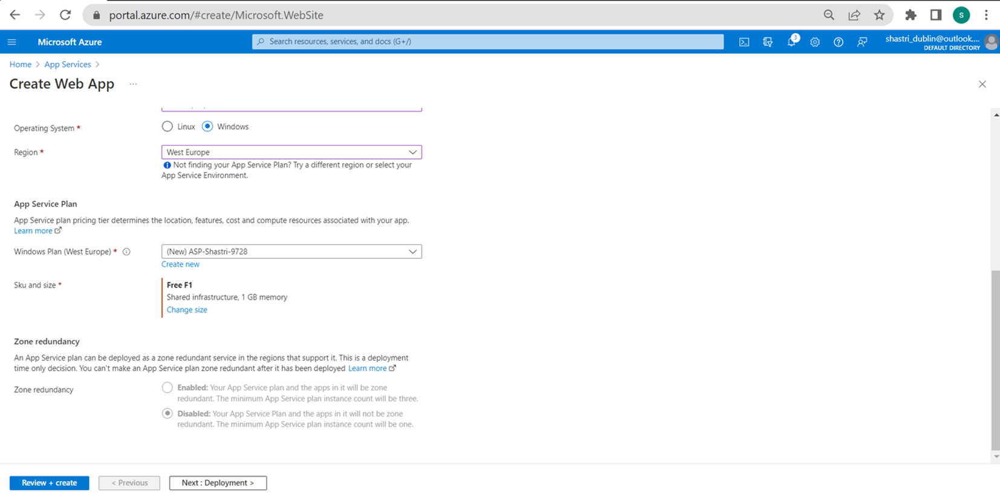 portal.azure.com/#create/Microsoft.WebSite
S
Microsoft Azure
Search resources, services, and docs (G+/)
3
shastri_dublin@outlook....
DEFAULT DIRECTORY
Home > App Services >
Create Web App ...
Operating System *
Linux
Windows
Region *
West Europe
Not finding your App Service Plan? Try a different region or select your
App Service Environment.
App Service Plan
App Service plan pricing tier determines the location, features, cost and compute resources associated with your app.
Learn more
Windows Plan (West Europe) *
(New) ASP-Shastri-9728
Create new
Sku and size *
Free F1
Shared infrastructure, 1 GB memory
Change size
Zone redundancy
An App Service plan can be deployed as a zone redundant service in the regions that support it. This is a deployment
time only decision. You can't make an App Service plan zone redundant after it has been deployed Learn more
Zone redundancy
Enabled: Your App Service plan and the apps in it will be zone
redundant. The minimum App Service plan instance count will be three.
Disabled: Your App Service Plan and the apps in it will not be zone
redundant. The minimum App Service plan instance count will be one.
Review + create
< Previous
Next : Deployment >